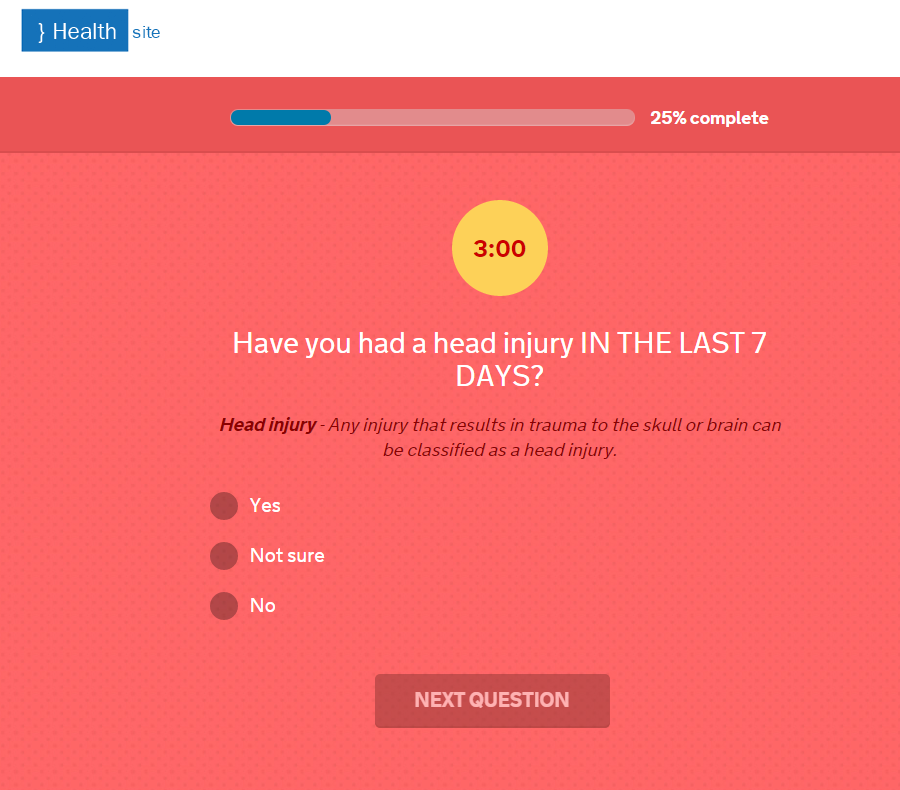 } Health site
25% complete
3:00
Have you had a head injury IN THE LAST 7
DAYS?
Head injury - Any injury that results in trauma to the skull or brain can
be classified as a head injury.
Yes
Not sure
No
NEXT QUESTION